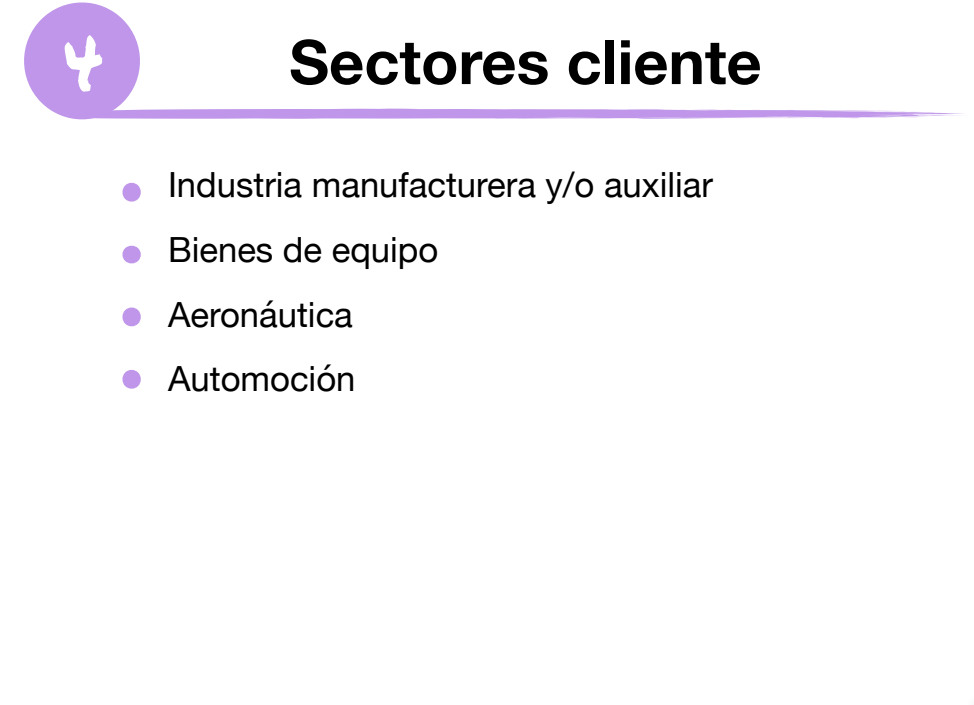 4
Sectores cliente
Industria manufacturera y/o auxiliar
Bienes de equipo
Aeronáutica
Automoción